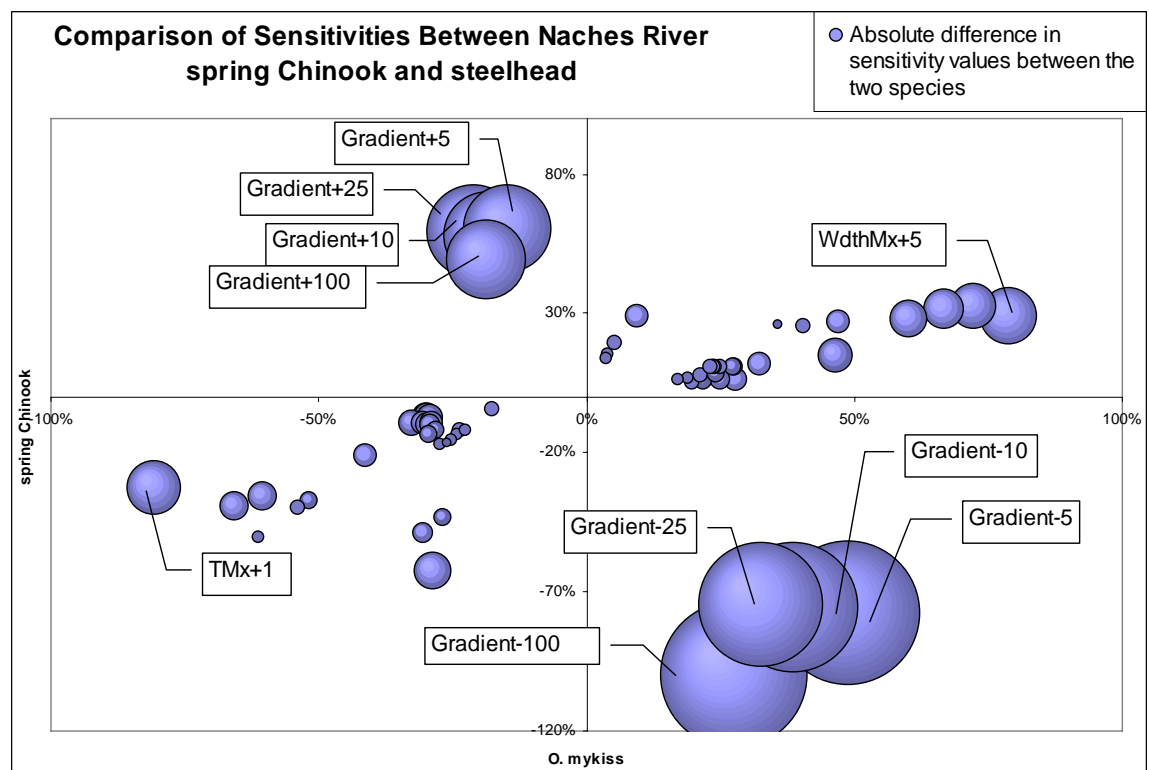 Comparison of Sensitivities Between Naches River
spring Chinook and steelhead
Absolute difference in
sensitivity values between the
two species
Gradient+5
80%
Gradient+25
Gradient+10
WdthMx+5
Gradient+100
30%
spring Chinook
-100%
-50%
0%
50%
100%
-20%
Gradient-10
Gradient-25
Gradient-5
TMx+1
-70%
Gradient-100
-120%
O. mykiss